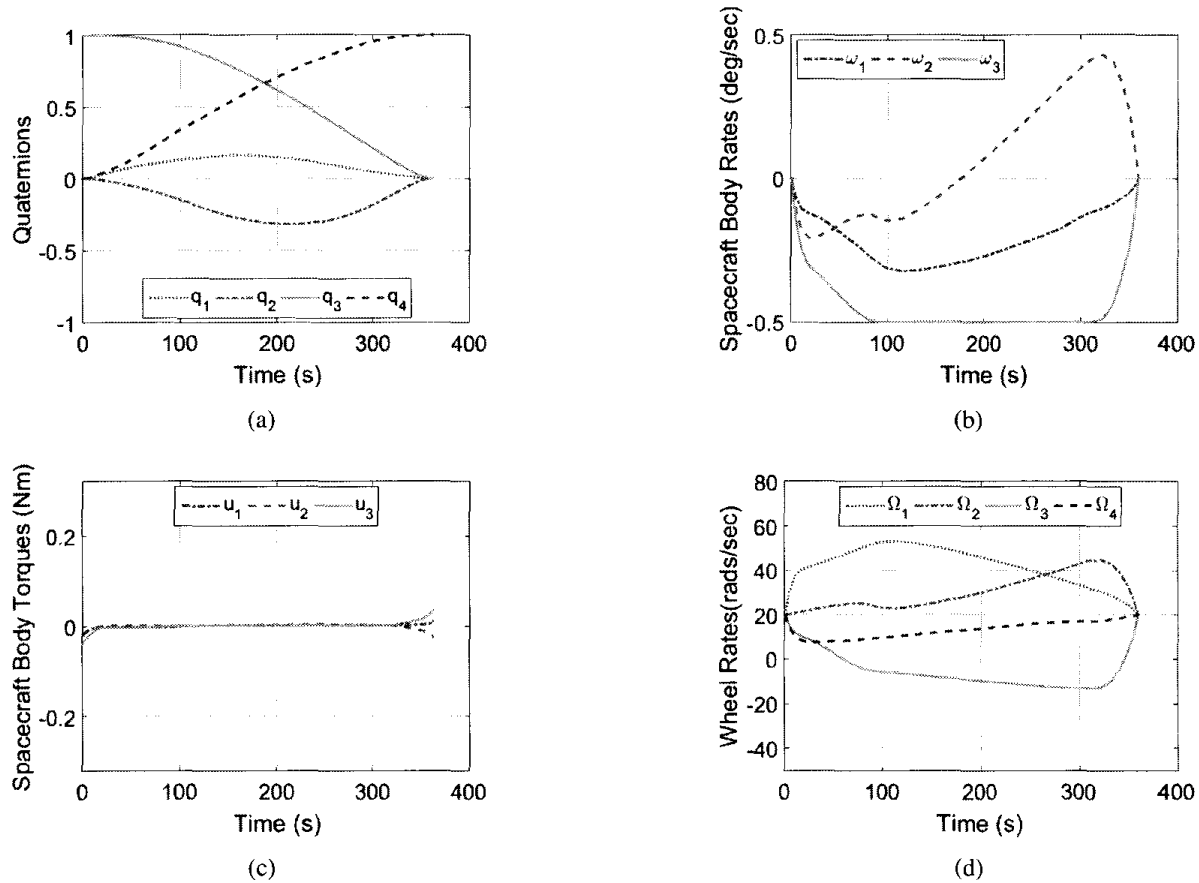 1
0.5
0
-0.5
-1
Quaternions
q1 q2 q3 q4
0 100 200 300 400
Time (s)
(a)
0.5
0
-0.5
Spacecraft Body Rates (deg/sec)
ω1 ω2 ω3
0 100 200 300 400
Time (s)
(b)
0.2
0
-0.2
Spacecraft Body Torques (Nm)
u1 u2 u3
0 100 200 300 400
Time (s)
(c)
80
60
40
20
0
-20
-40
Wheel Rates(rads/sec)
Ω1 Ω2 Ω3 Ω4
0 100 200 300 400
Time (s)
(d)